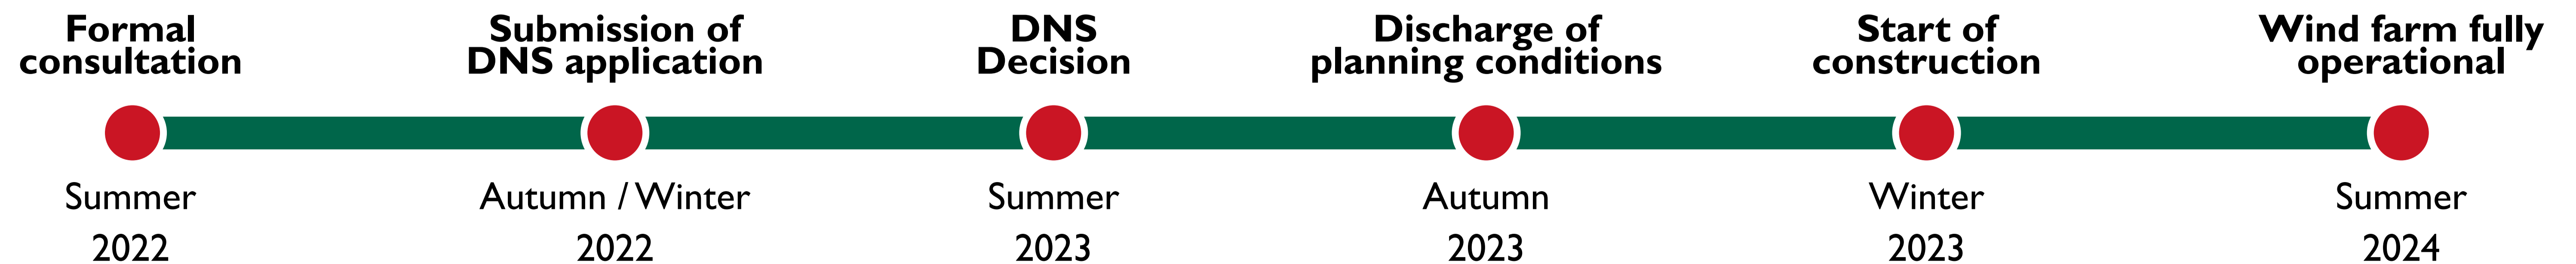 Formal
consultation
Summer
2022
Submission of
DNS application
Autumn / Winter
2022
DNS
Decision
Summer
2023
Discharge of
planning conditions
Autumn
2023
Start of
construction
Winter
2023
Wind farm fully
operational
Summer
2024